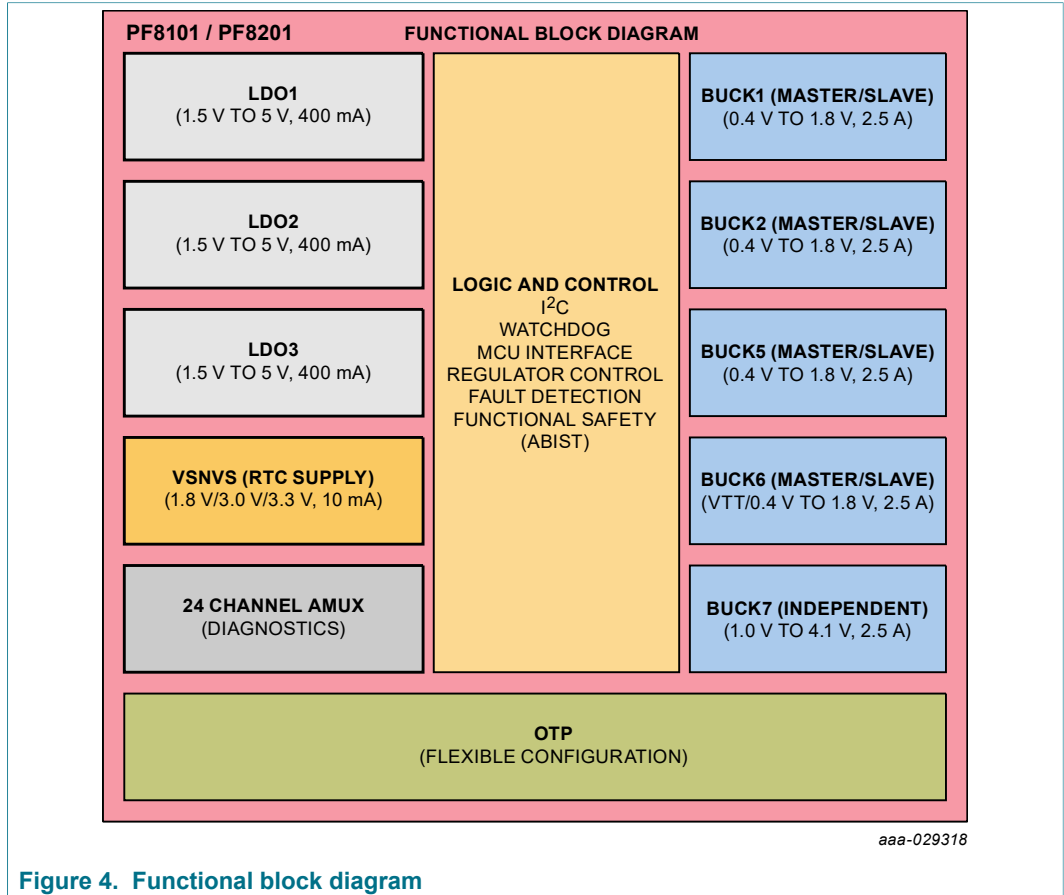 PF8101 / PF8201
FUNCTIONAL BLOCK DIAGRAM
LDO1
(1.5 V TO 5 V, 400 mA)
LDO2
(1.5 V TO 5 V, 400 mA)
LDO3
(1.5 V TO 5 V, 400 mA)
VSNVS (RTC SUPPLY)
(1.8 V/3.0 V/3.3 V, 10 mA)
24 CHANNEL AMUX
(DIAGNOSTICS)
LOGIC AND CONTROL
I²C
WATCHDOG
MCU INTERFACE
REGULATOR CONTROL
FAULT DETECTION
FUNCTIONAL SAFETY
(ABIST)
BUCK1 (MASTER/SLAVE)
(0.4 V TO 1.8 V, 2.5 A)
BUCK2 (MASTER/SLAVE)
(0.4 V TO 1.8 V, 2.5 A)
BUCK5 (MASTER/SLAVE)
(0.4 V TO 1.8 V, 2.5 A)
BUCK6 (MASTER/SLAVE)
(VTT/0.4 V TO 1.8 V, 2.5 A)
BUCK7 (INDEPENDENT)
(1.0 V TO 4.1 V, 2.5 A)
OTP
(FLEXIBLE CONFIGURATION)
aaa-029318
Figure 4. Functional block diagram